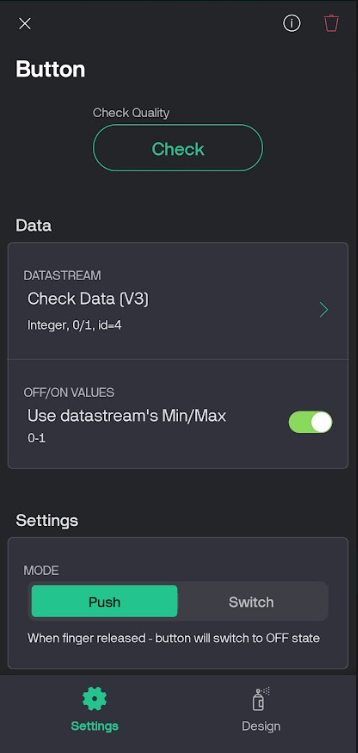 Button
Check Quality
Check
Data
DATASTREAM
Check Data (V3)
Integer, 0/1, id=4
OFF/ON VALUES
Use datastream's Min/Max
0-1
Settings
MODE
Push
Switch
When finger released - button will switch to OFF state
Settings
Design